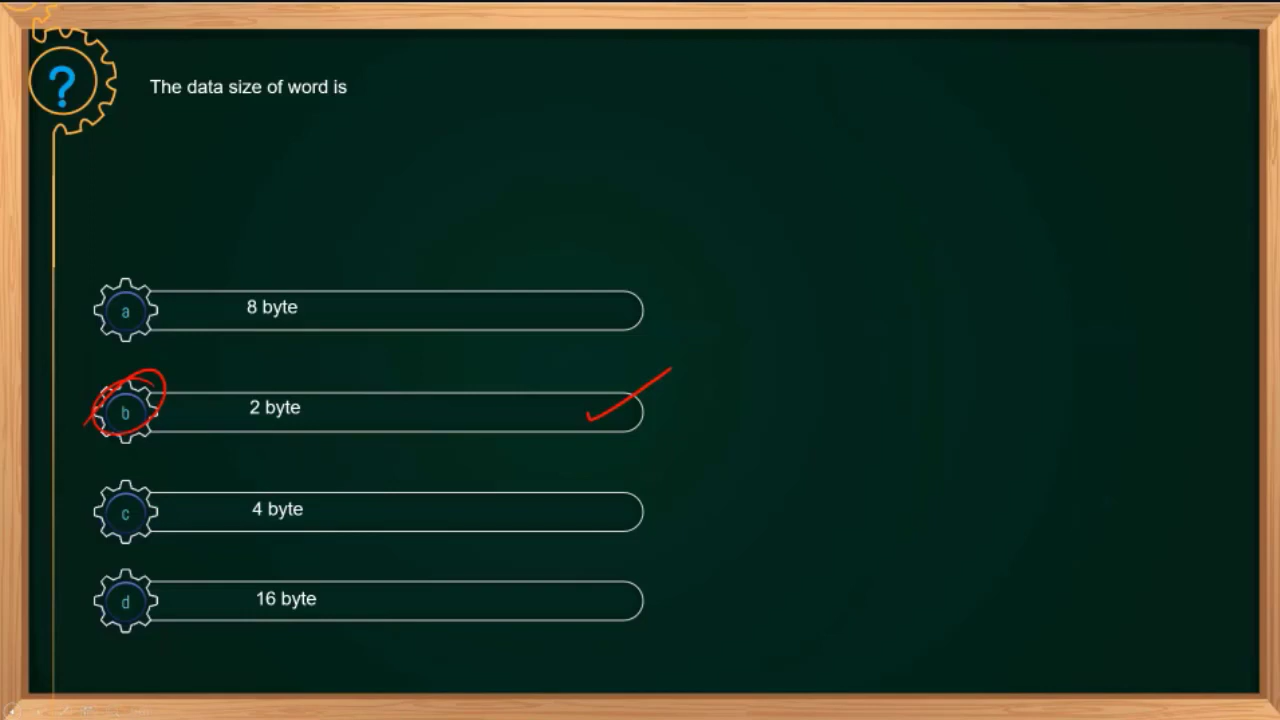 ?
The data size of word is
a
8 byte
b
2 byte
c
4 byte
d
16 byte